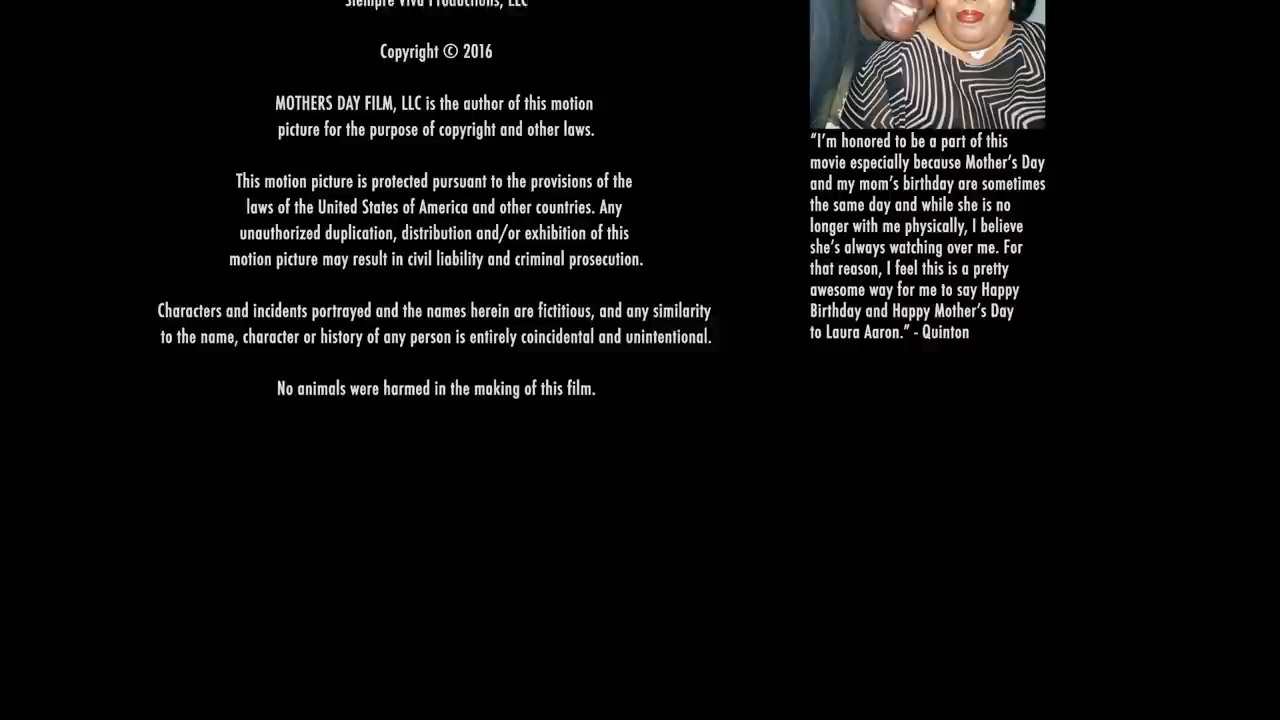 Siempre Viva Productions, LLC
Copyright © 2016
MOTHERS DAY FILM, LLC is the author of this motion
picture for the purpose of copyright and other laws.
This motion picture is protected pursuant to the provisions of the
laws of the United States of America and other countries. Any
unauthorized duplication, distribution and/or exhibition of this
motion picture may result in civil liability and criminal prosecution.
Characters and incidents portrayed and the names herein are fictitious, and any similarity
to the name, character or history of any person is entirely coincidental and unintentional.
No animals were harmed in the making of this film.
“I’m honored to be a part of this
movie especially because Mother’s Day
and my mom’s birthday are sometimes
the same day and while she is no
longer with me physically, I believe
she’s always watching over me. For
that reason, I feel this is a pretty
awesome way for me to say Happy
Birthday and Happy Mother’s Day
to Laura Aaron.” - Quinton